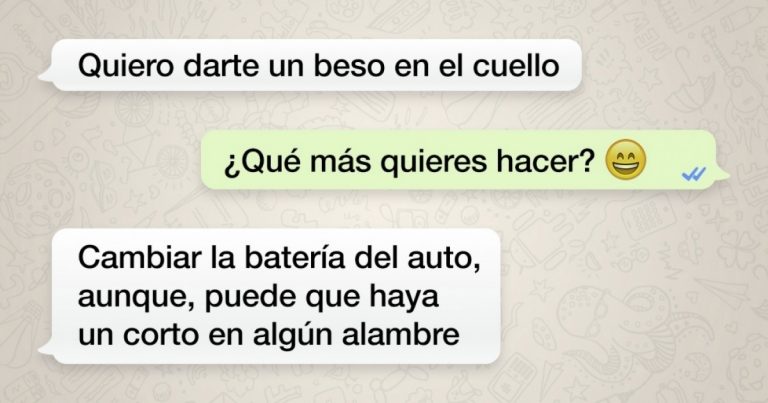 Quiero darte un beso en el cuello
¿Qué más quieres hacer? 😄
Cambiar la batería del auto,
aunque, puede que haya
un corto en algún alambre